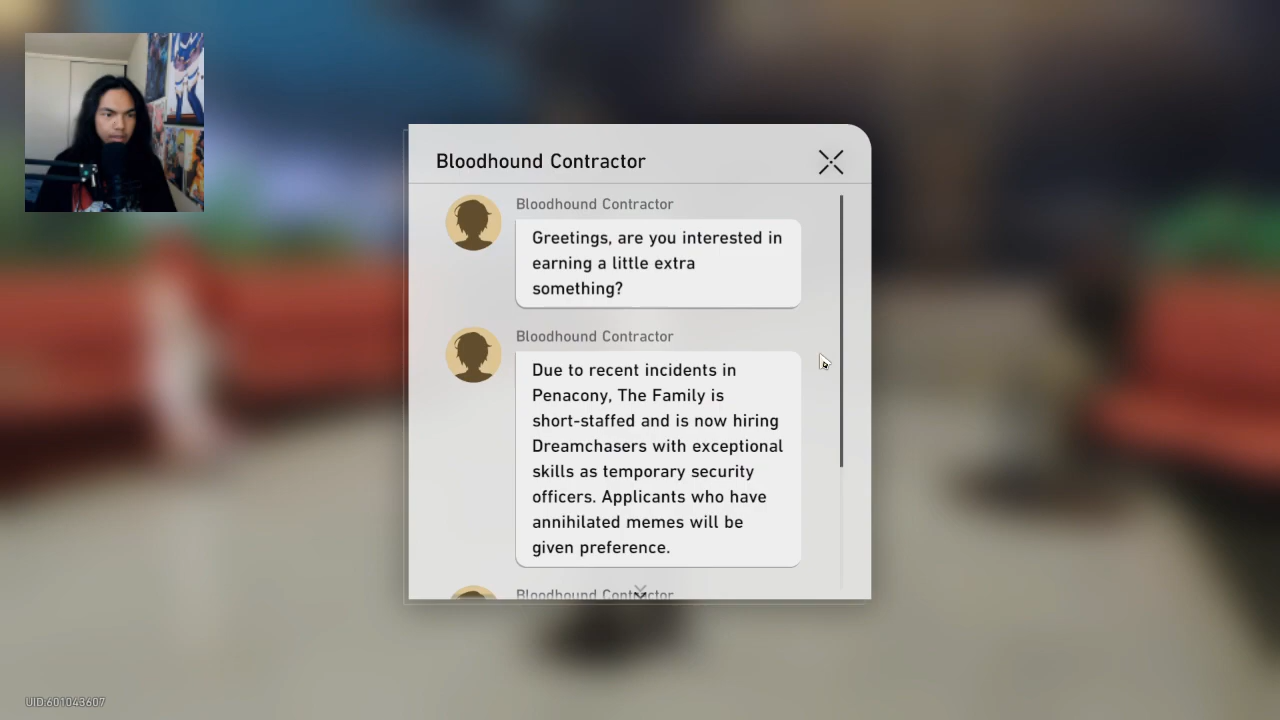 Bloodhound Contractor
Bloodhound Contractor
Greetings, are you interested in
earning a little extra
something?
Bloodhound Contractor
Due to recent incidents in
Penacony, The Family is
short-staffed and is now hiring
Dreamchasers with exceptional
skills as temporary security
officers. Applicants who have
annihilated memes will be
given preference.
Bloodhound Contractor
UID:601043607